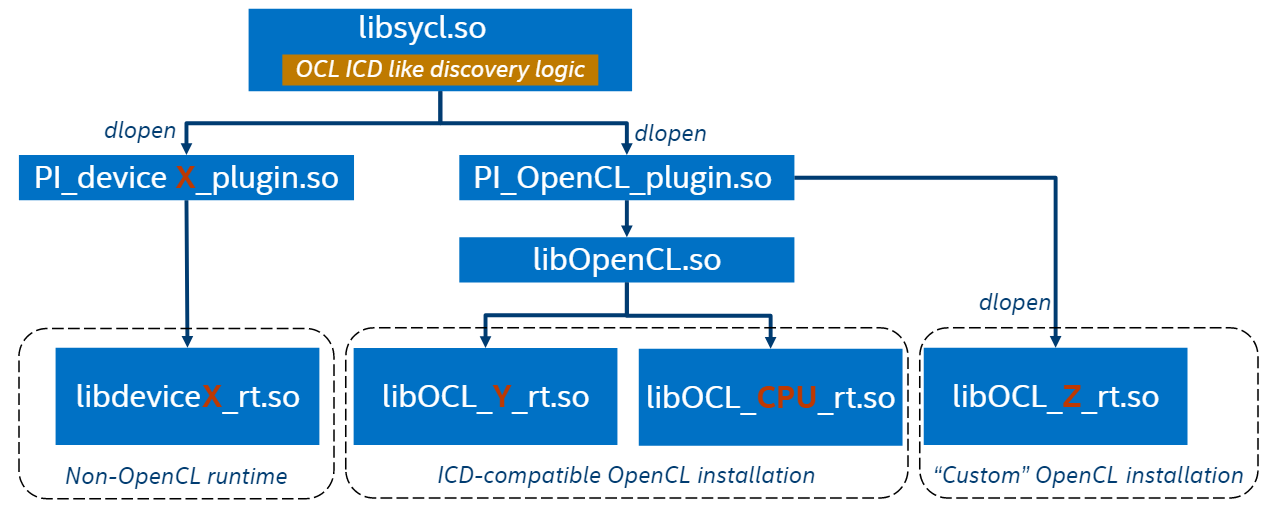 libsycl.so
OCL ICD like discovery logic
dlopen
dlopen
PI_device X_plugin.so
PI_OpenCL_plugin.so
libOpenCL.so
dlopen
libdeviceX_rt.so
libOCL_Y_rt.so
libOCL_CPU_rt.so
libOCL_Z_rt.so
Non-OpenCL runtime
ICD-compatible OpenCL installation
“Custom” OpenCL installation